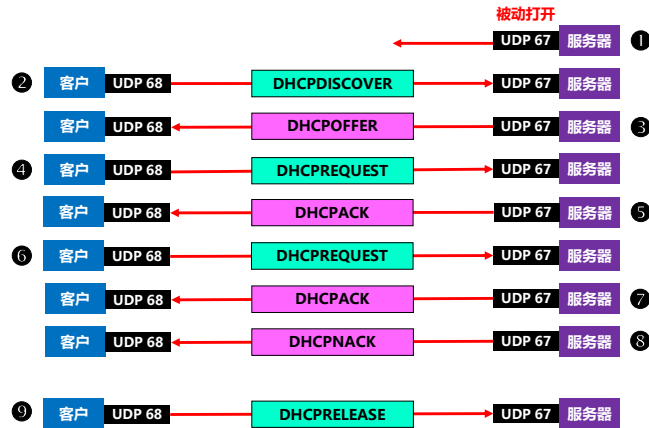 被动打开
UDP 67 服务器 ❶
❷ 客户 UDP 68 DHCPDISCOVER UDP 67 服务器
客户 UDP 68 DHCPOFFER UDP 67 服务器 ❸
❹ 客户 UDP 68 DHCPREQUEST UDP 67 服务器
客户 UDP 68 DHCPACK UDP 67 服务器 ❺
❻ 客户 UDP 68 DHCPREQUEST UDP 67 服务器
客户 UDP 68 DHCPACK UDP 67 服务器 ❼
客户 UDP 68 DHCPNACK UDP 67 服务器 ❽
❾ 客户 UDP 68 DHCPRELEASE UDP 67 服务器